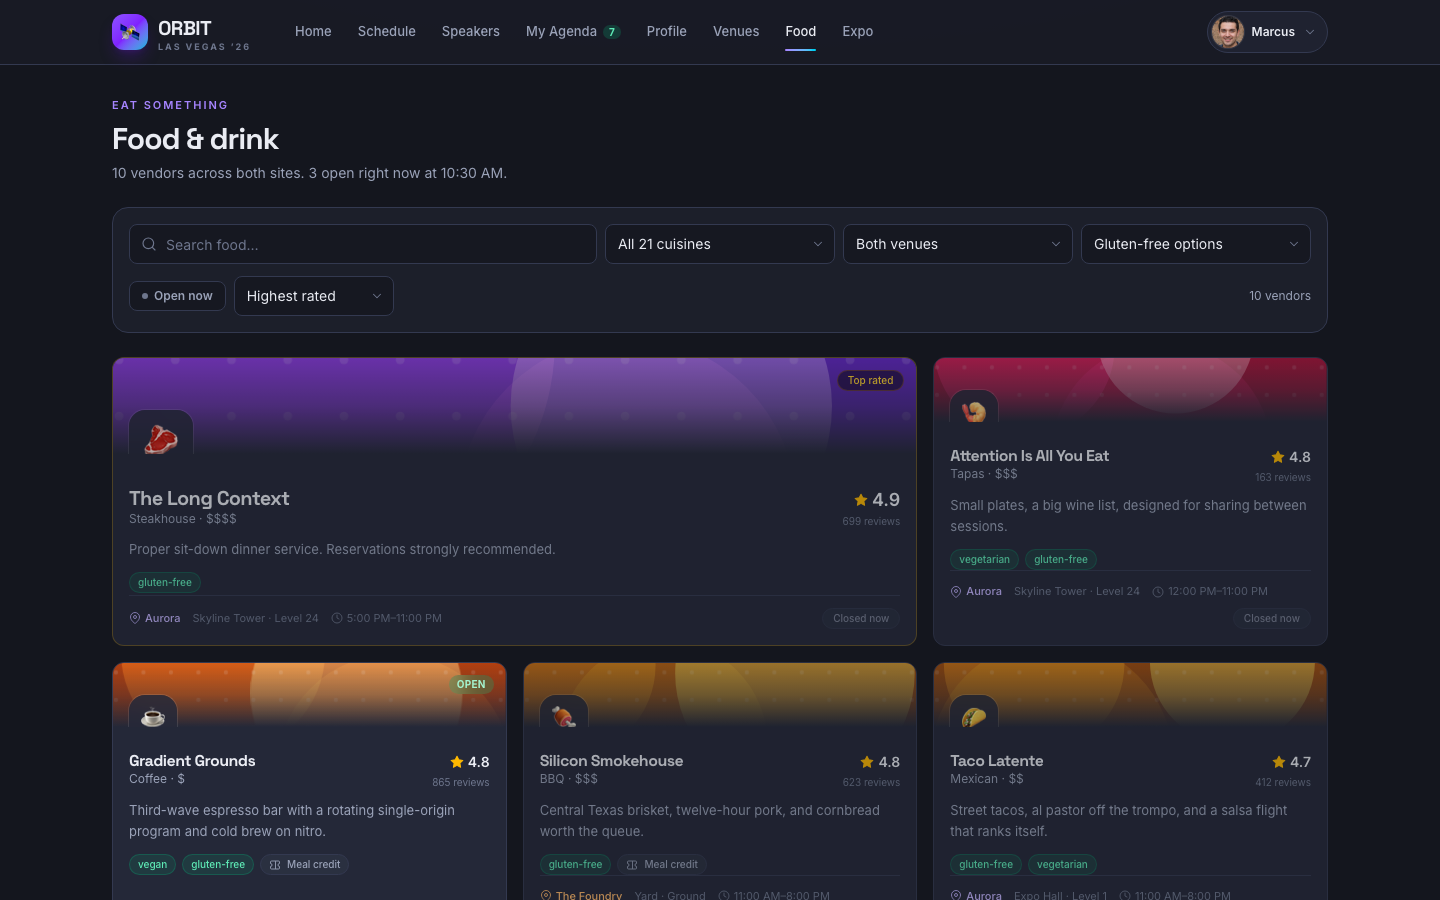 ORBIT
LAS VEGAS '26
Home
Schedule
Speakers
My Agenda 7
Profile
Venues
Food
Expo
Marcus
EAT SOMETHING
Food & drink
10 vendors across both sites. 3 open right now at 10:30 AM.
Search food...
All 21 cuisines
Both venues
Gluten-free options
Open now
Highest rated
10 vendors
Top rated
The Long Context
4.9
Steakhouse · $$$$
699 reviews
Proper sit-down dinner service. Reservations strongly recommended.
gluten-free
Aurora Skyline Tower · Level 24 5:00 PM–11:00 PM
Closed now
Attention Is All You Eat
4.8
Tapas · $$$
163 reviews
Small plates, a big wine list, designed for sharing between
sessions.
vegetarian gluten-free
Aurora Skyline Tower · Level 24 12:00 PM–11:00 PM
Closed now
OPEN
Gradient Grounds
4.8
Coffee · $
865 reviews
Third-wave espresso bar with a rotating single-origin
program and cold brew on nitro.
vegan gluten-free Meal credit
Silicon Smokehouse
4.8
BBQ · $$$
623 reviews
Central Texas brisket, twelve-hour pork, and cornbread
worth the queue.
gluten-free Meal credit
The Foundry Yard · Ground 11:00 AM–8:00 PM
Taco Latente
4.7
Mexican · $$
412 reviews
Street tacos, al pastor off the trompo, and a salsa flight
that ranks itself.
gluten-free vegetarian
Aurora Expo Hall · Level 1 11:00 AM–8:00 PM